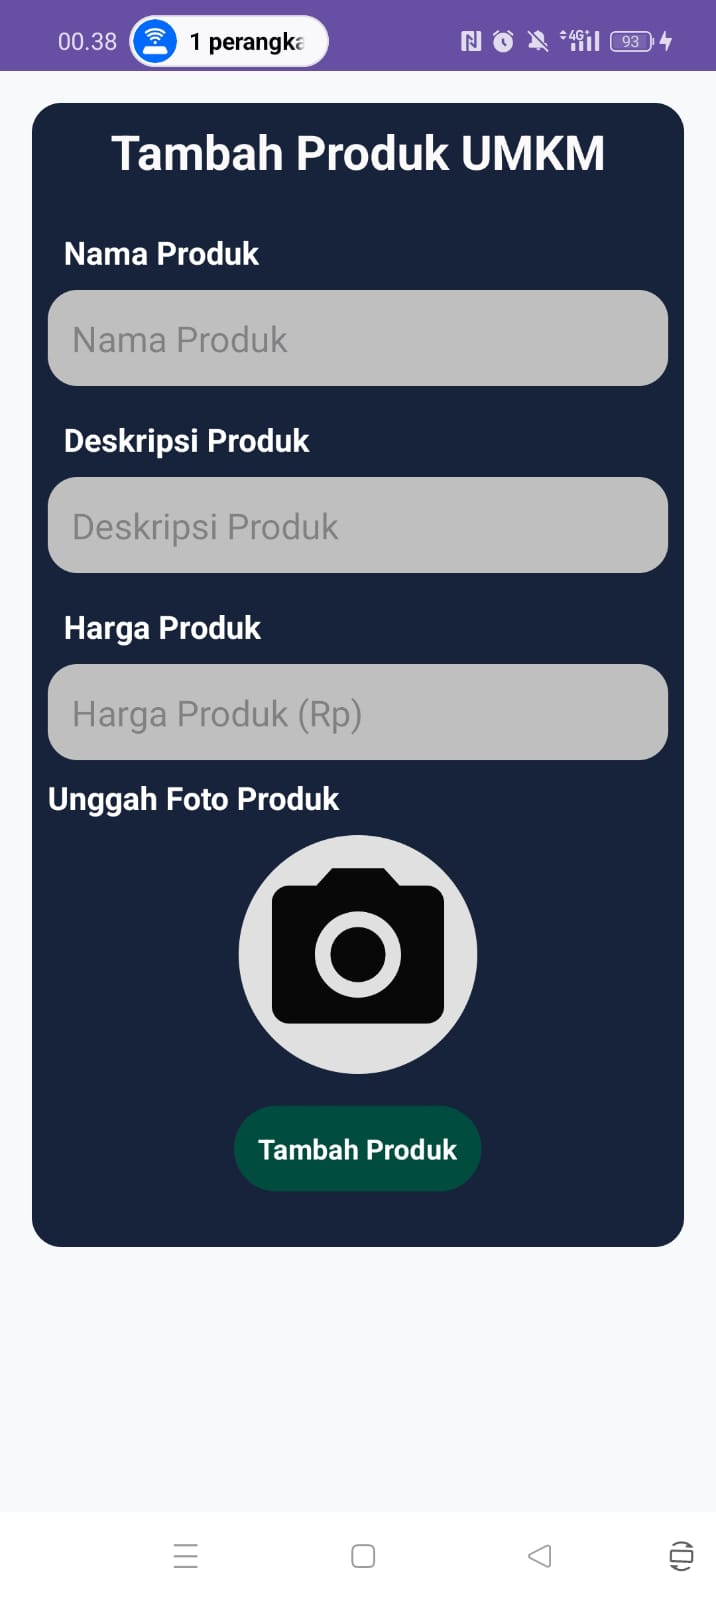 00.38
1 perangka
4G+
93
Tambah Produk UMKM
Nama Produk
Nama Produk
Deskripsi Produk
Deskripsi Produk
Harga Produk
Harga Produk (Rp)
Unggah Foto Produk
Tambah Produk